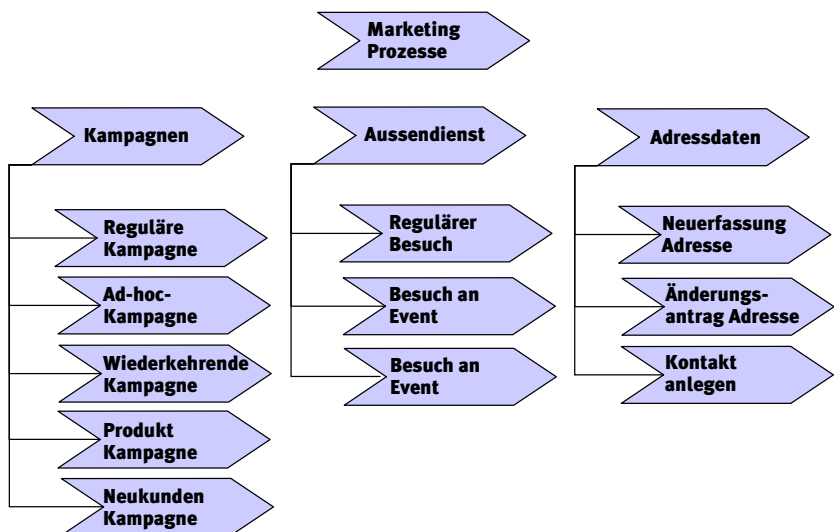 Marketing
Prozesse
Kampagnen
Reguläre
Kampagne
Ad-hoc-
Kampagne
Wiederkehrende
Kampagne
Produkt
Kampagne
Neukunden
Kampagne
Aussendienst
Regulärer
Besuch
Besuch an
Event
Besuch an
Event
Adressdaten
Neuerfassung
Adresse
Änderungs-
antrag Adresse
Kontakt
anlegen